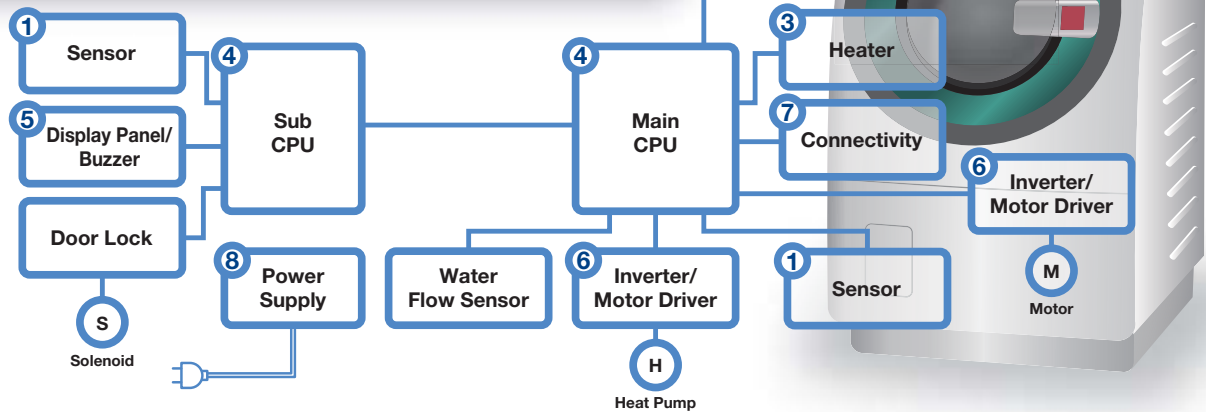 1
Sensor
4
Sub
CPU
4
Main
CPU
3
Heater
5
Display Panel/
Buzzer
7
Connectivity
6
Inverter/
Motor Driver
Door Lock
8
Power
Supply
Water
Flow Sensor
6
Inverter/
Motor Driver
1
Sensor
M
Motor
S
Solenoid
H
Heat Pump